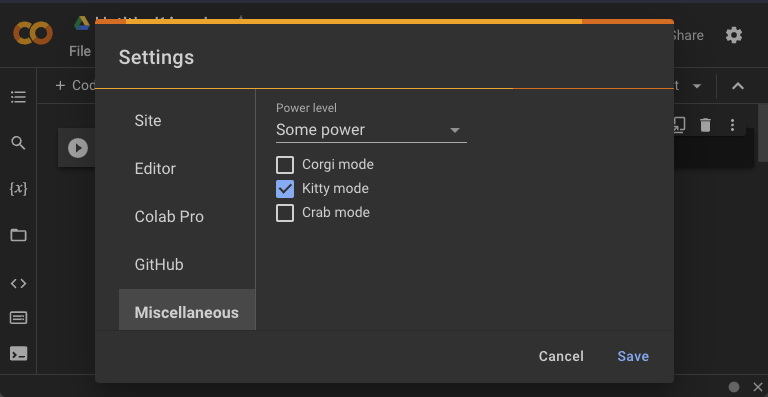 File
Share
Settings
+ Cod
Site
Editor
Colab Pro
GitHub
Miscellaneous
Power level
Some power
Corgi mode
Kitty mode
Crab mode
{x}
Cancel
Save